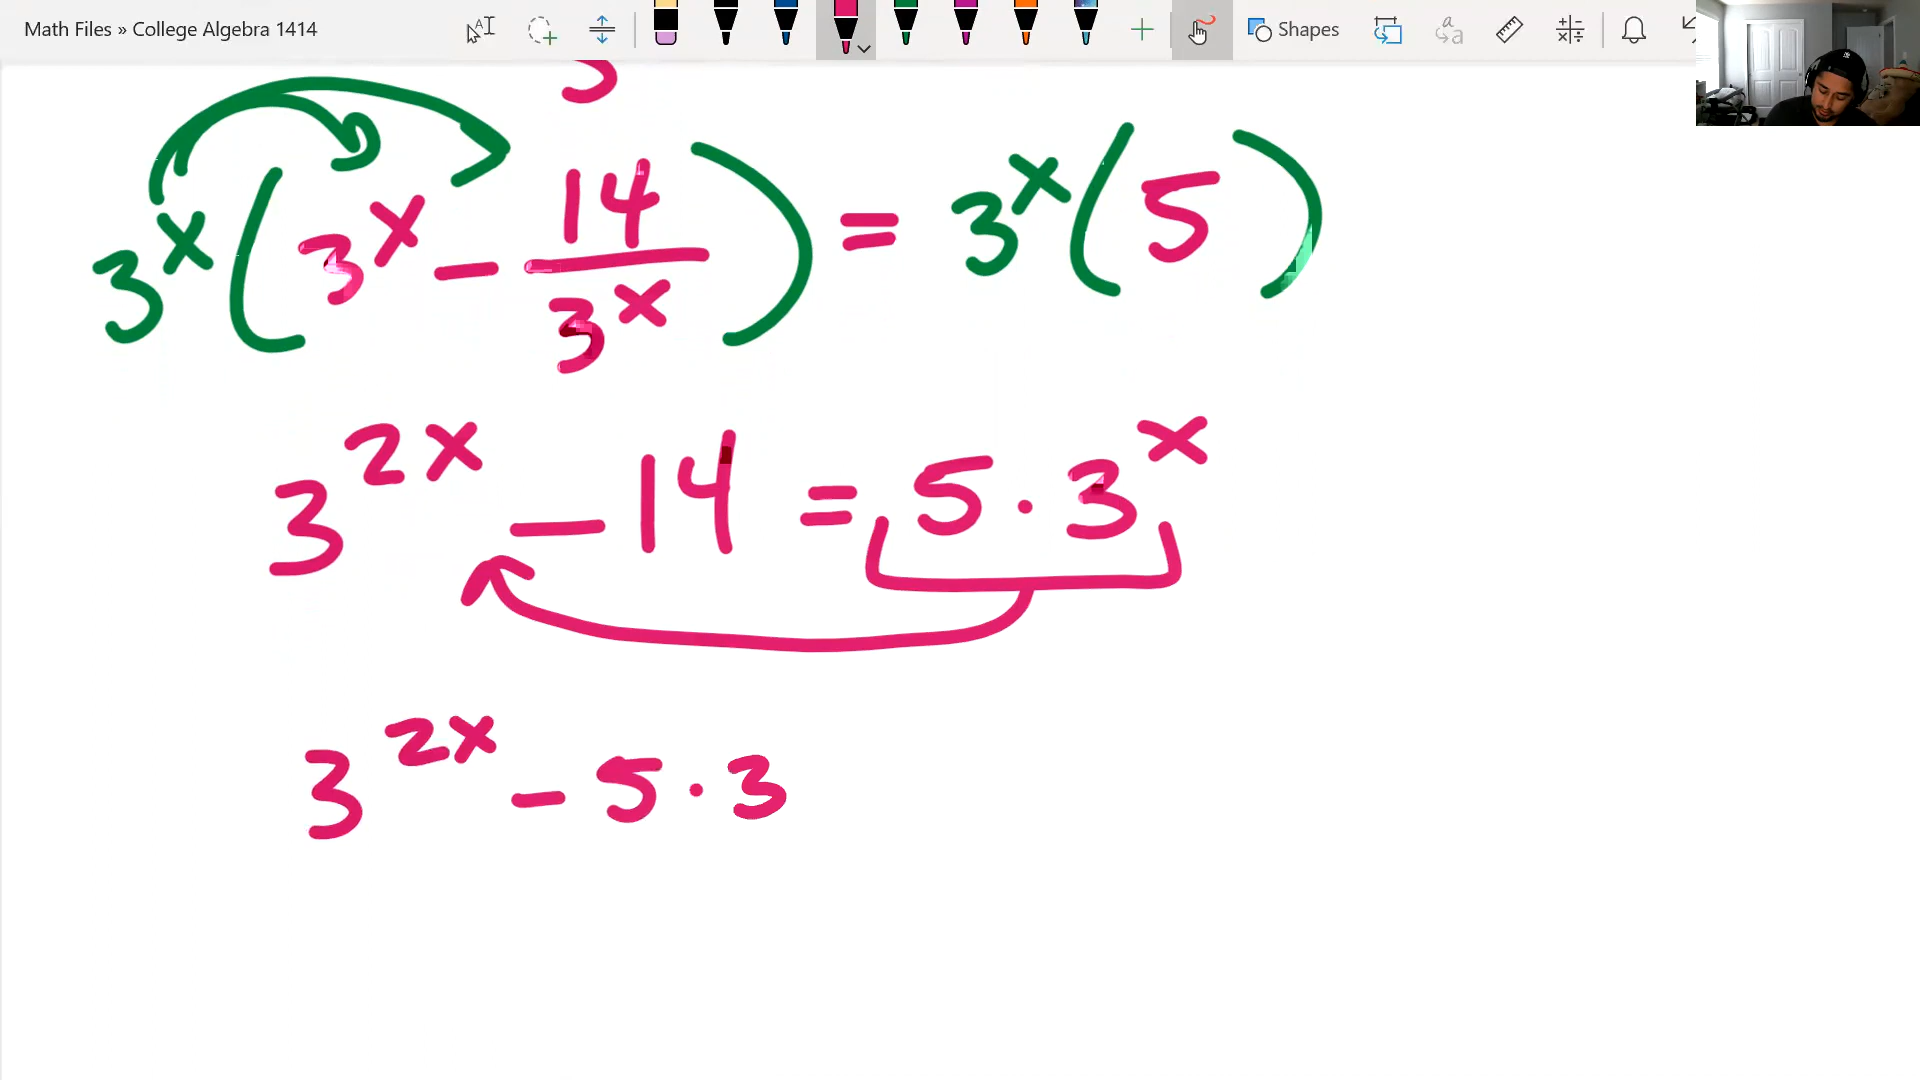 Math Files » College Algebra 1414
Shapes
3^x(3^x - 14/3^x) = 3^x(5)
3^2x - 14 = 5 · 3^x
3^2x - 5 · 3